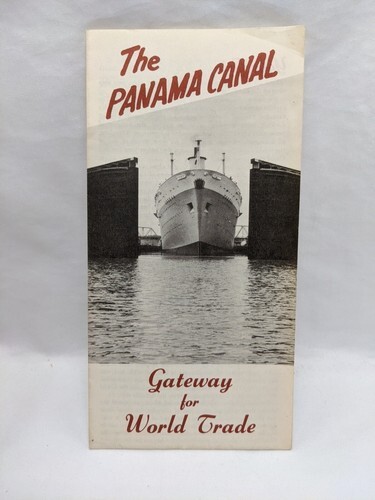 The
PANAMA CANAL
Gateway
for
World Trade